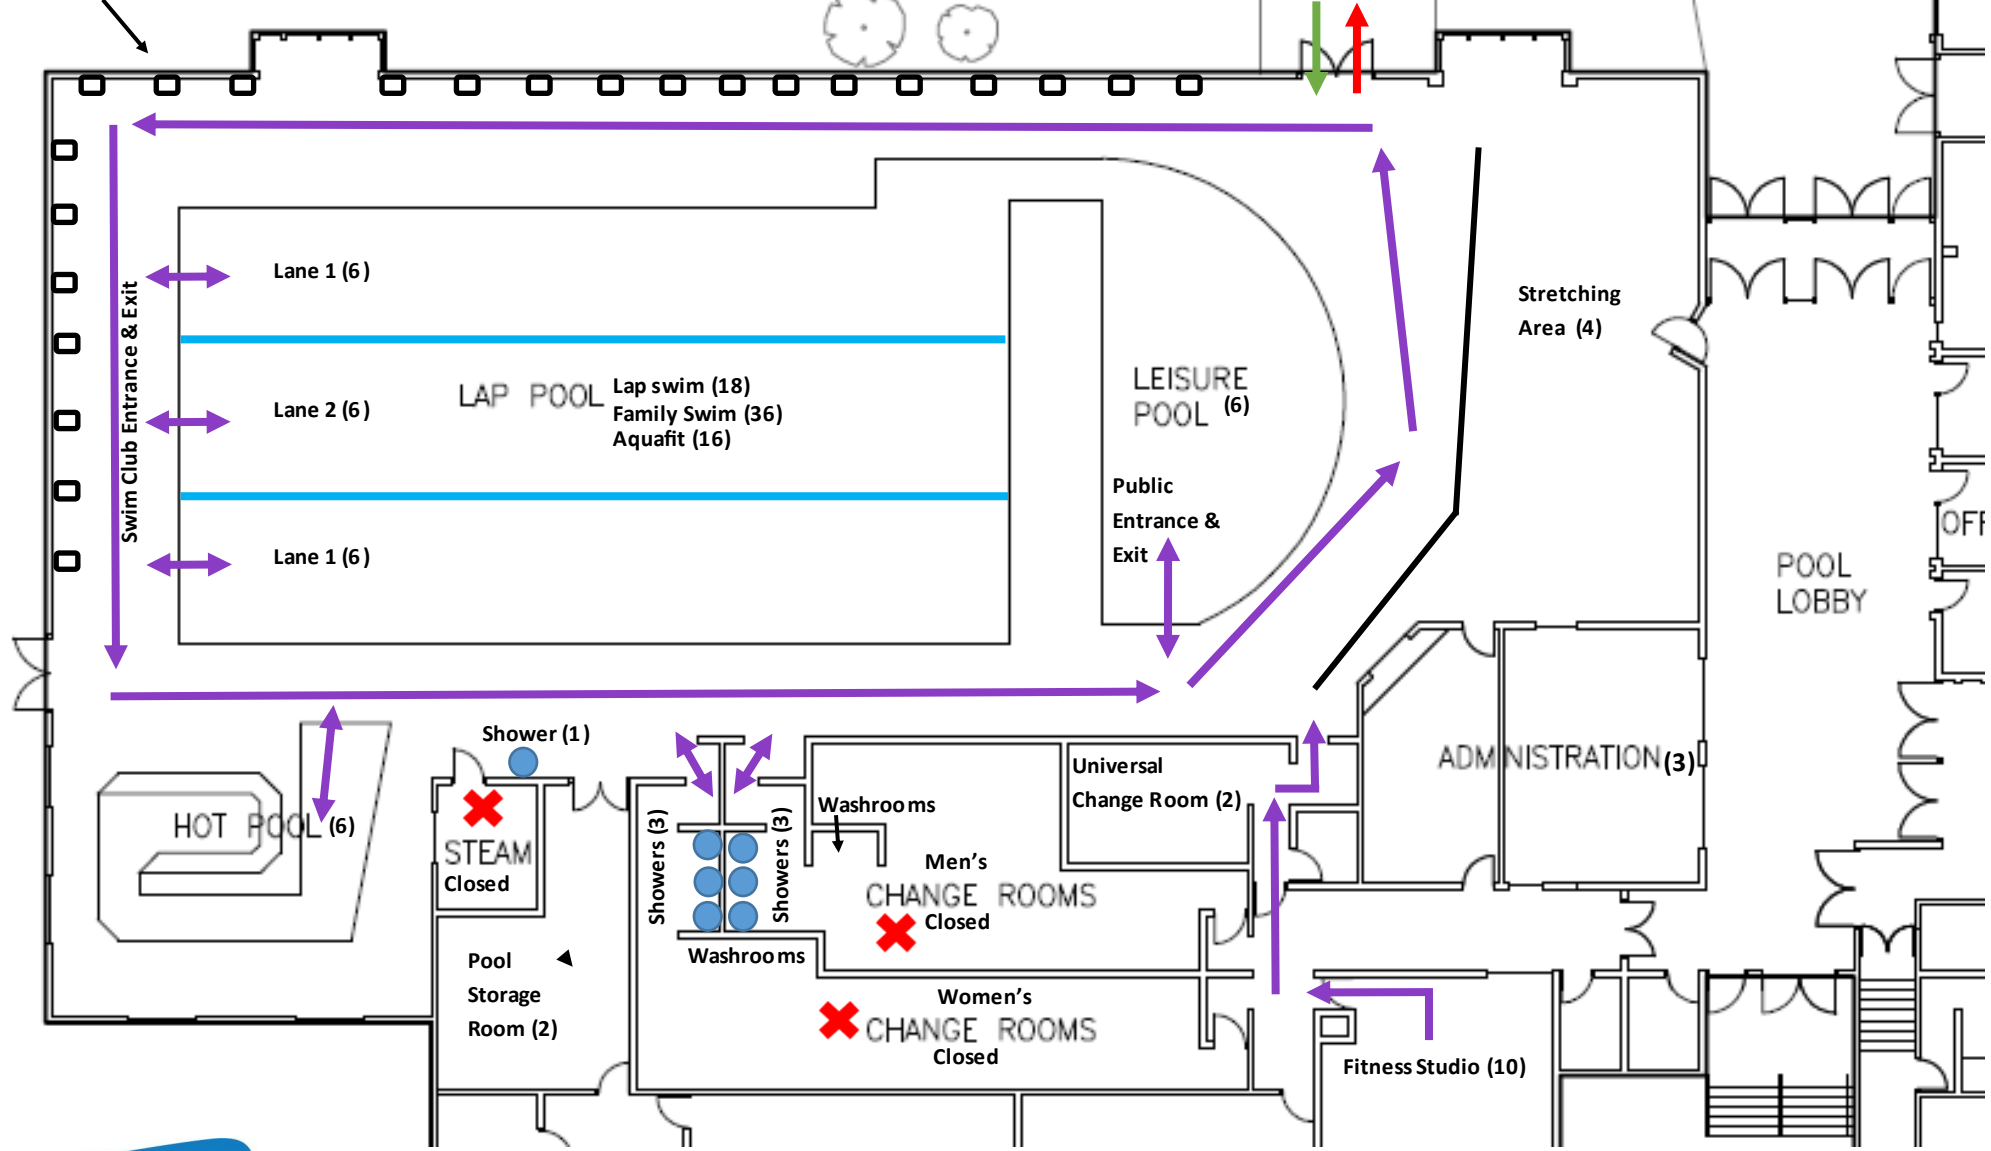 Lane 1 (6)
Swim Club Entrance & Exit
Stretching
Area (4)
LAP POOL
Lap swim (18)
Family Swim (36)
Aquafit (16)
Lane 2 (6)
LEISURE
POOL
(6)
Public
Entrance &
Exit
Lane 1 (6)
OFF
POOL
LOBBY
Shower (1)
Universal
Change Room (2)
ADMINISTRATION (3)
HOT POOL (6)
STEAM
Closed
Showers (3)
Showers (3)
Washrooms
Men's
CHANGE ROOMS
Closed
Washrooms
Pool
Storage
Room (2)
Women's
CHANGE ROOMS
Closed
Fitness Studio (10)